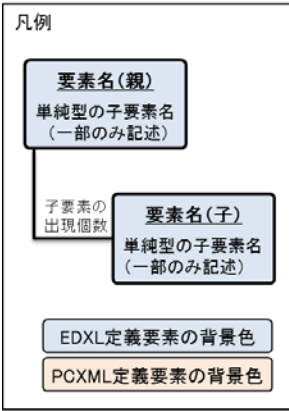 凡例
要素名(親)
単純型の子要素名
(一部のみ記述)
子要素の
出現個数
要素名(子)
単純型の子要素名
(一部のみ記述)
EDXL定義要素の背景色
PCXML定義要素の背景色